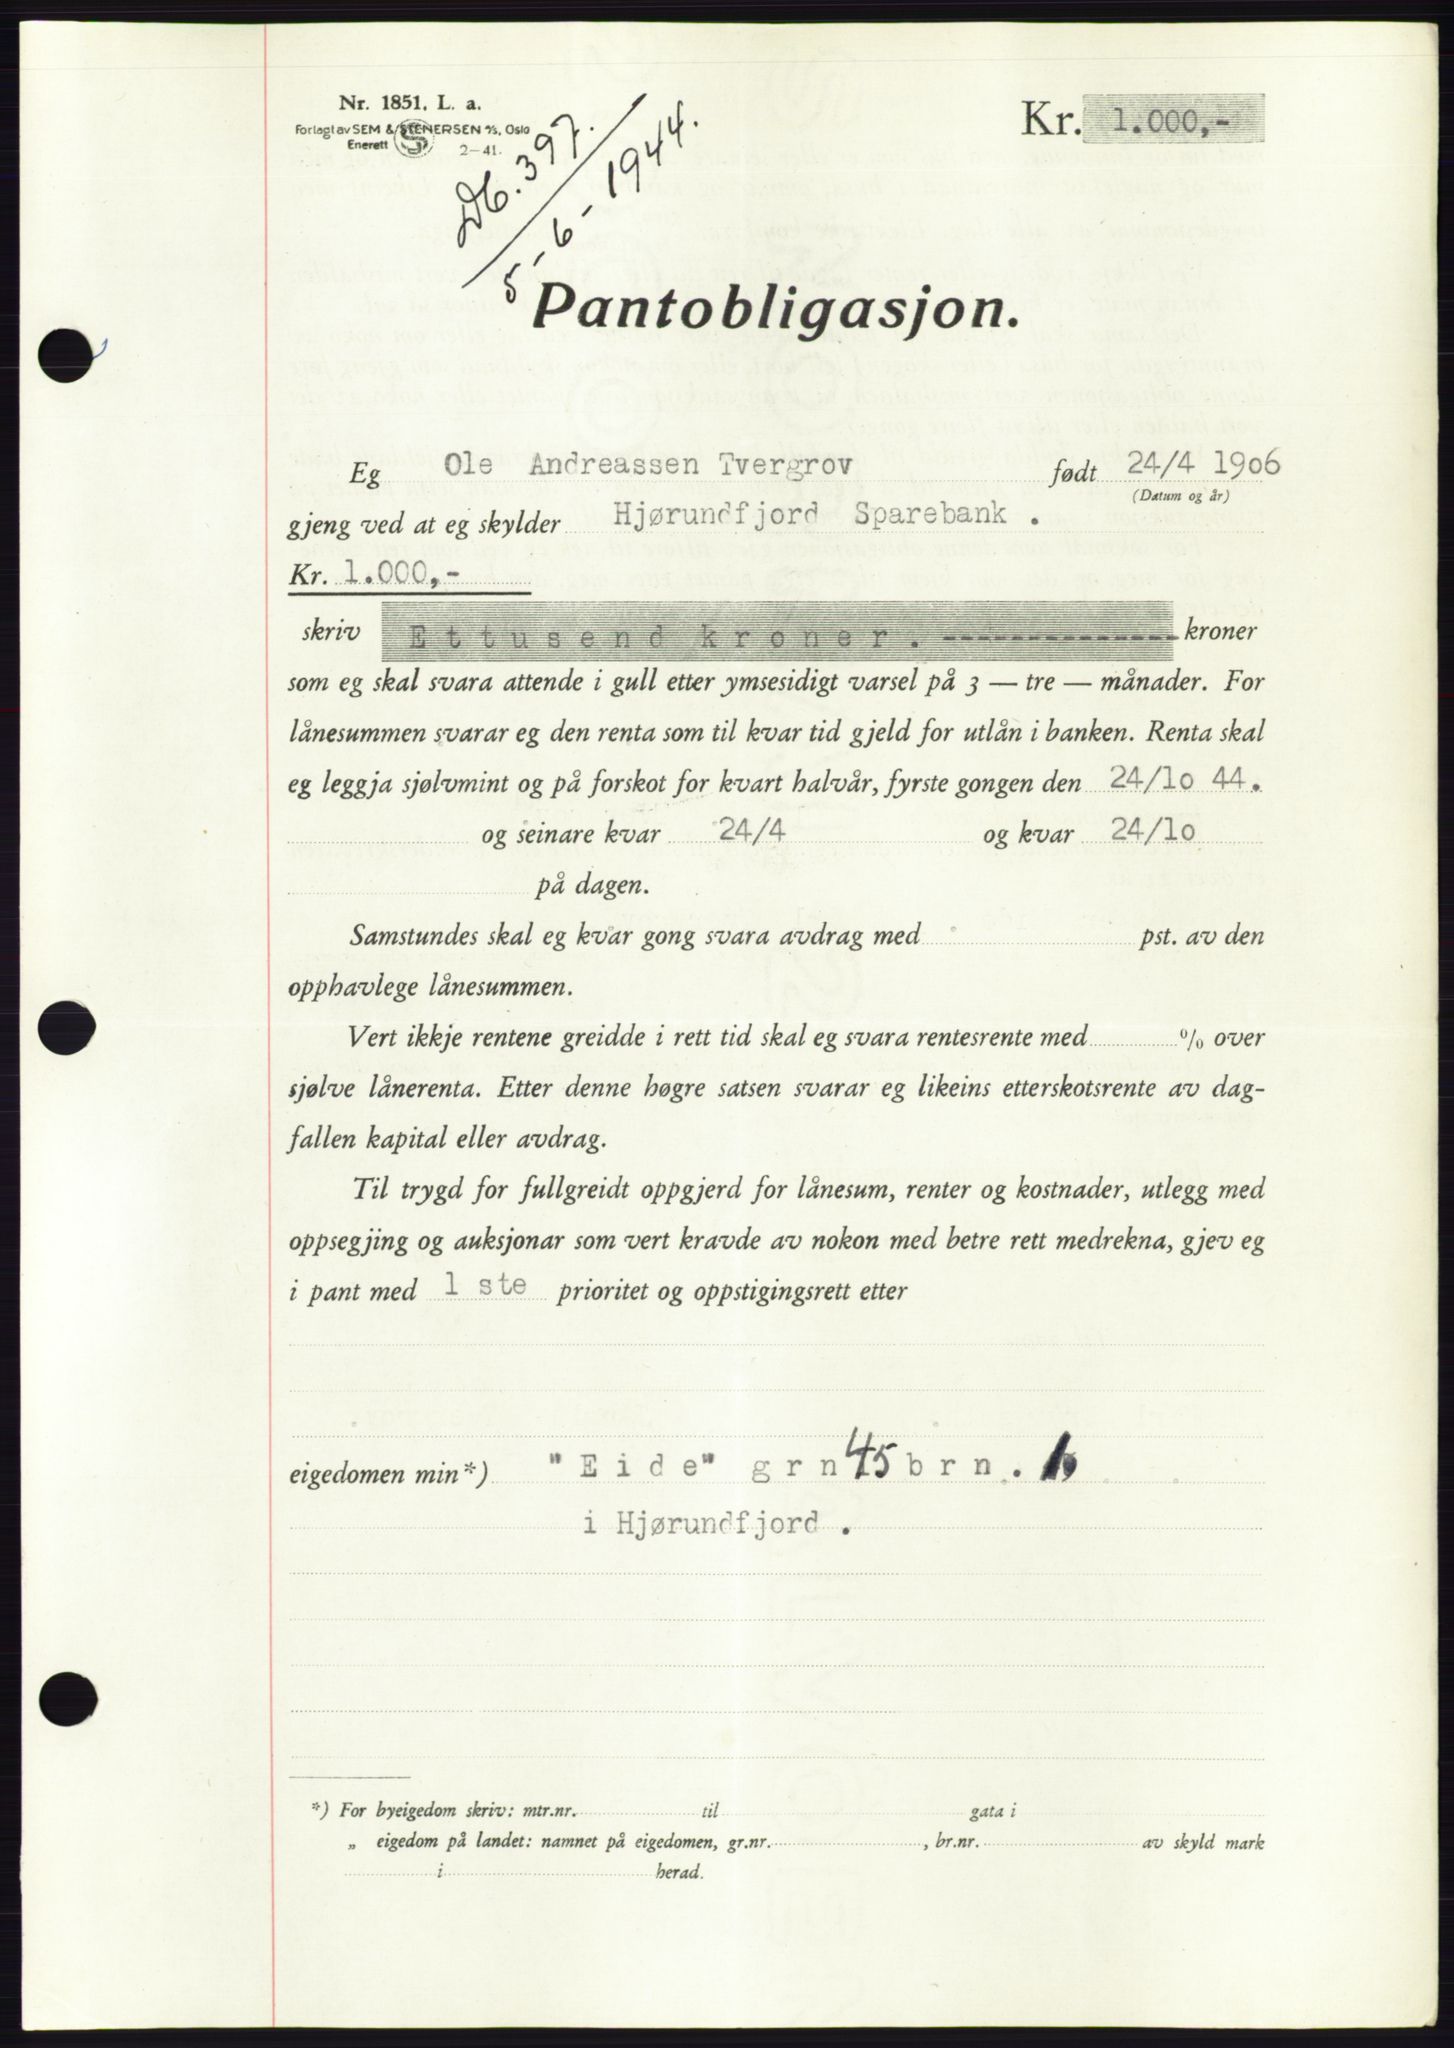 Nr. 1851, L. a.
Forlagt av SEM & STENERSEN A/S, Oslo
Enerett 2-41.
Db. 397.
5-6-1944.
Kr. 1.000,-
Pantobligasjon.
Eg Ole Andreassen Tvergrov født 24/4 1906
(Datum og år)
gjeng ved at eg skylder Hjørundfjord Sparebank .
Kr. 1.000,-
skriv Ettusend kroner. ------------- kroner
som eg skal svara attende i gull etter ymsesidigt varsel på 3 — tre — månader. For
lånesummen svarar eg den renta som til kvar tid gjeld for utlån i banken. Renta skal
eg leggja sjølvmint og på forskot for kvart halvår, fyrste gongen den 24/1o 44.
og seinare kvar 24/4 og kvar 24/1o
på dagen.
Samstundes skal eg kvar gong svara avdrag med pst. av den
opphavlege lånesummen.
Vert ikkje rentene greidde i rett tid skal eg svara rentesrente med % over
sjølve lånerenta. Etter denne høgre satsen svarar eg likeins etterskotsrente av dag-
fallen kapital eller avdrag.
Til trygd for fullgreidt oppgjerd for lånesum, renter og kostnader, utlegg med
oppsegjing og auksjonar som vert kravde av nokon med betre rett medrekna, gjev eg
i pant med 1 ste prioritet og oppstigingsrett etter
eigedomen min*) "Eide" grn 45 brn.
i Hjørundfjord .
*) For byeigedom skriv: mtr.nr. til gata i
„ eigedom på landet: namnet på eigedomen, gr.nr. , br.nr. av skyld mark
i herad.